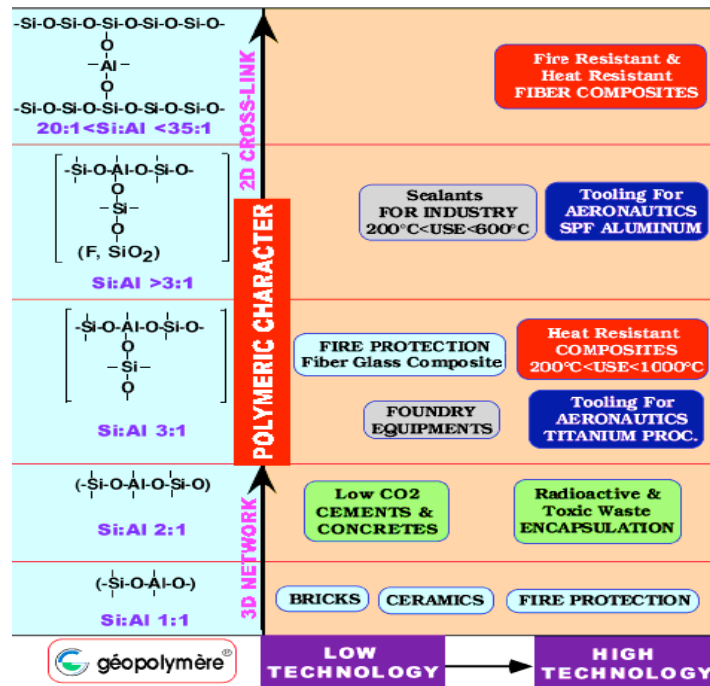 -Si-O-Si-O-Si-O-Si-O-Si-O-
O
-Al-
O
-Si-O-Si-O-Si-O-Si-O-Si-O-
20:1<Si:Al <35:1
2D CROSS-LINK
Fire Resistant &
Heat Resistant
FIBER COMPOSITES
-Si-O-Al-O-Si-O-
O
-Si-
O
(F, SiO2)
Si:Al >3:1
Sealants
FOR INDUSTRY
200°C<USE<600°C
Tooling For
AERONAUTICS
SPF ALUMINUM
POLYMERIC CHARACTER
-Si-O-Al-O-Si-O-
O
-Si-
O
Si:Al 3:1
FIRE PROTECTION
Fiber Glass Composite
Heat Resistant
COMPOSITES
200°C<USE<1000°C
FOUNDRY
EQUIPMENTS
Tooling For
AERONAUTICS
TITANIUM PROC.
(-Si-O-Al-O-Si-O)
Si:Al 2:1
3D NETWORK
Low CO2
CEMENTS &
CONCRETES
Radioactive &
Toxic Waste
ENCAPSULATION
(-Si-O-Al-O-)
Si:Al 1:1
BRICKS
CERAMICS
FIRE PROTECTION
géopolymère®
LOW
TECHNOLOGY
HIGH
TECHNOLOGY